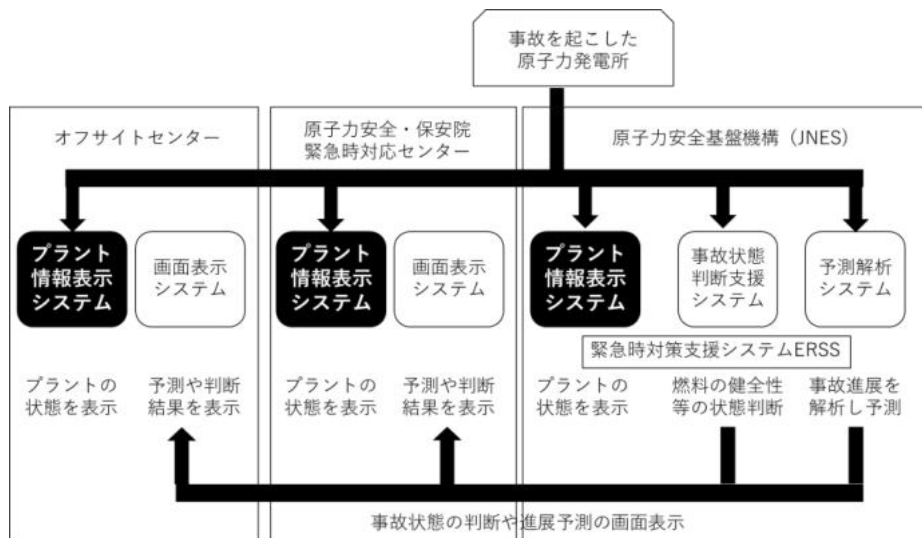 事故を起こした
原子力発電所
オフサイトセンター
原子力安全・保安院
緊急時対応センター
原子力安全基盤機構（JNES)
プラント
情報表示
システム
画面表示
システム
プラント
情報表示
システム
画面表示
システム
プラント
情報表示
システム
事故状態
判断支援
システム
予測解析
システム
緊急時対策支援システムERSS
プラントの
状態を表示
予測や判断
結果を表示
プラントの
状態を表示
予測や判断
結果を表示
プラントの
状態を表示
燃料の健全性
等の状態判断
事故進展を
解析し予測
事故状態の判断や進展予測の画面表示